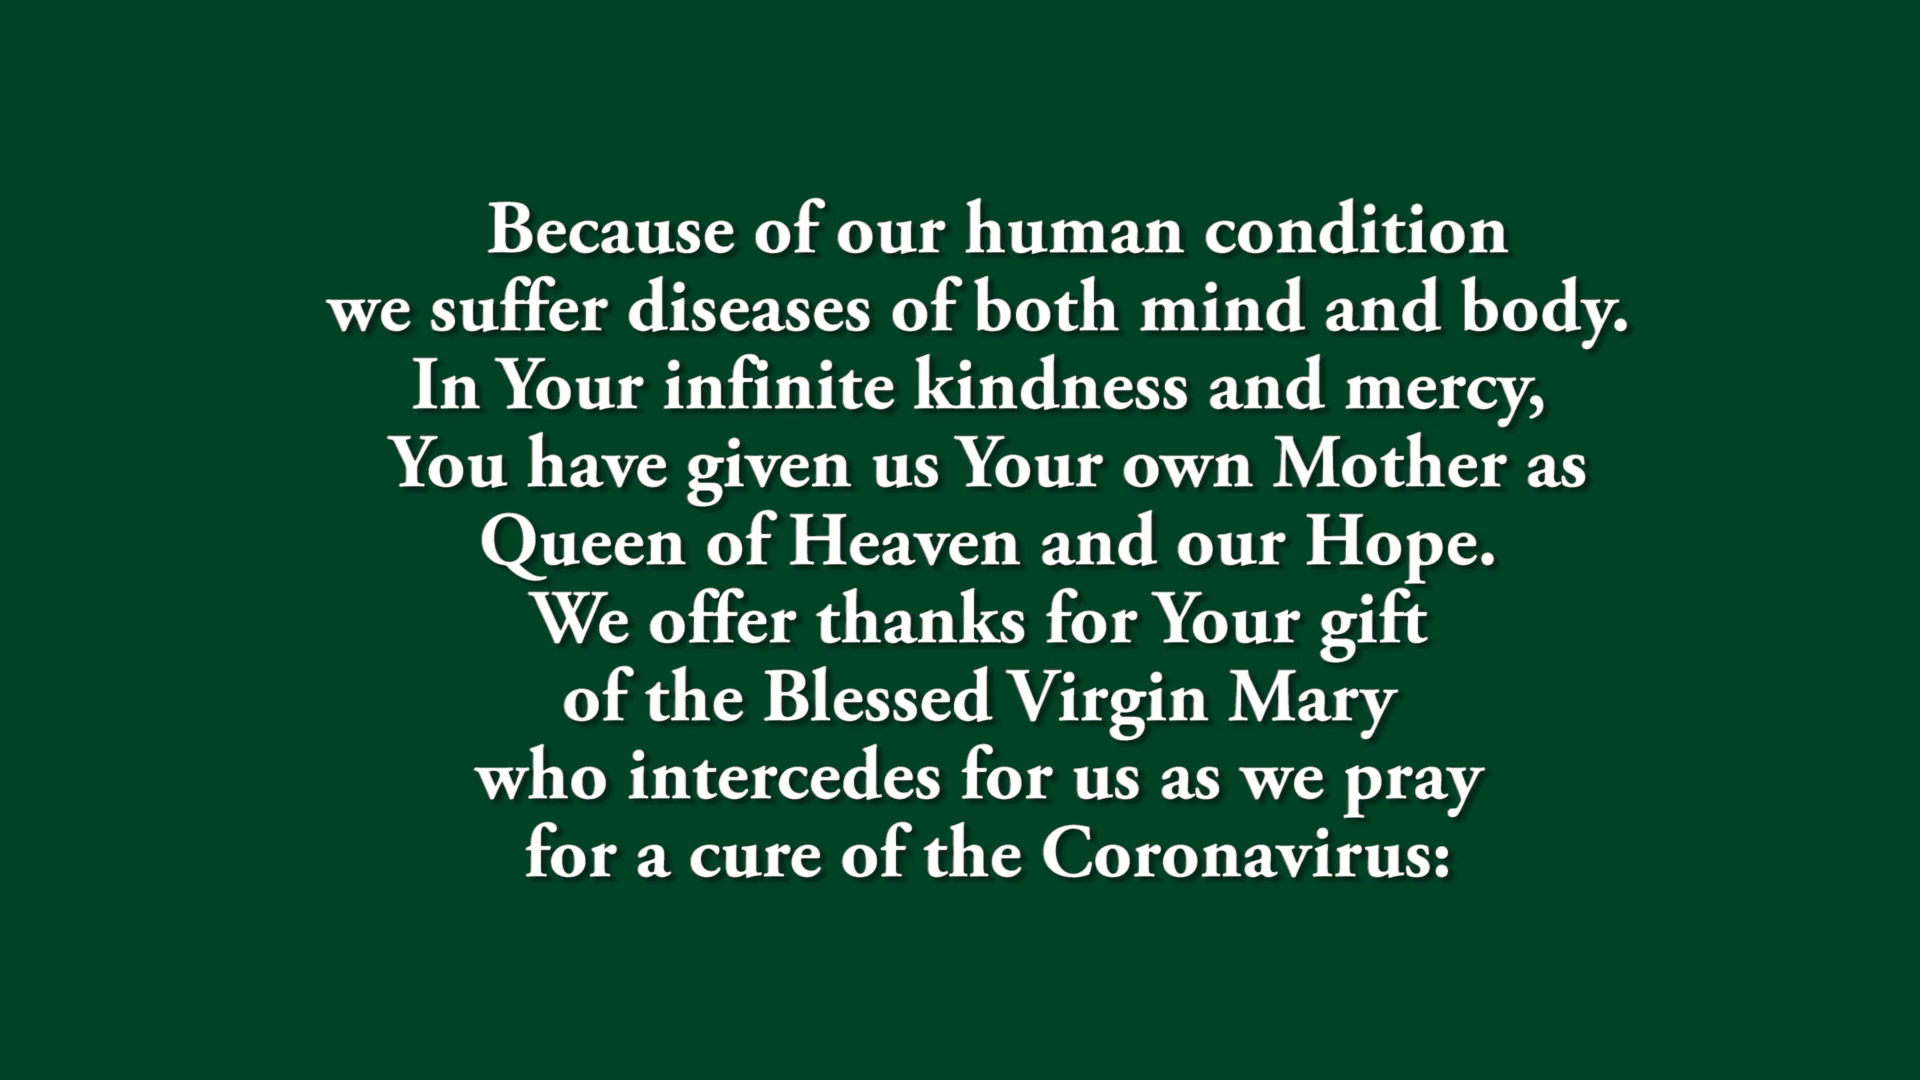 Because of our human condition
we suffer diseases of both mind and body.
In Your infinite kindness and mercy,
You have given us Your own Mother as
Queen of Heaven and our Hope.
We offer thanks for Your gift
of the Blessed Virgin Mary
who intercedes for us as we pray
for a cure of the Coronavirus: